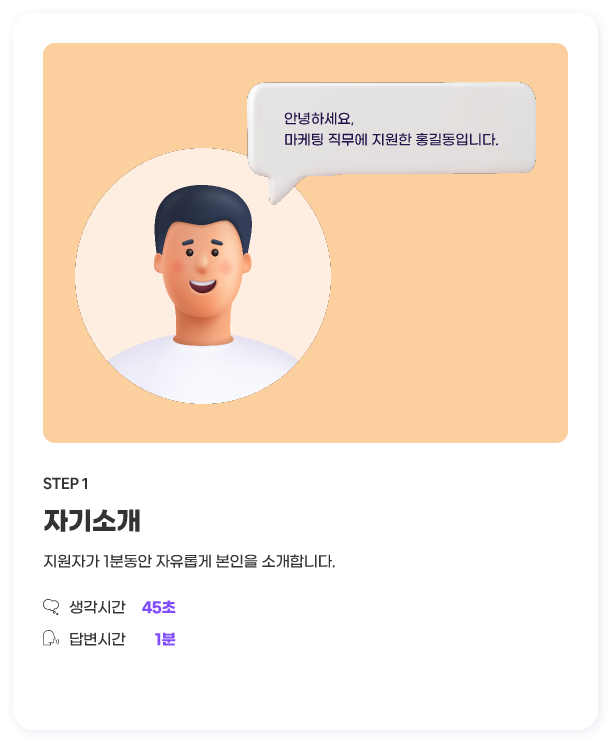 안녕하세요,
마케팅 직무에 지원한 홍길동입니다.
STEP 1
자기소개
지원자가 1분동안 자유롭게 본인을 소개합니다.
생각시간 45초
답변시간 1분